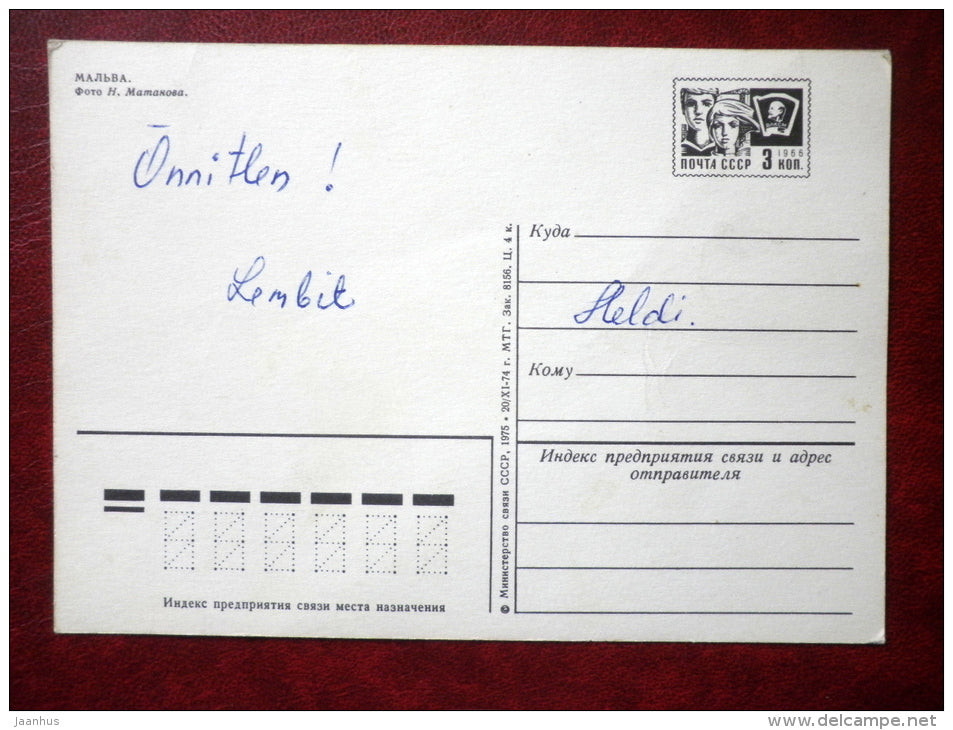 МАЛЬВА.
Фото Н. Матанова.
Õnnitlen !
Lembit
ПОЧТА СССР 3 КОП.
1966
Куда
Heldi.
Кому
Индекс предприятия связи и адрес
отправителя
Индекс предприятия связи места назначения
© Министерство связи СССР, 1975 • 20/XI-74 г. МТГ. Зак. 8156. Ц. 4 к.
jaanhus
www.delcampe.net